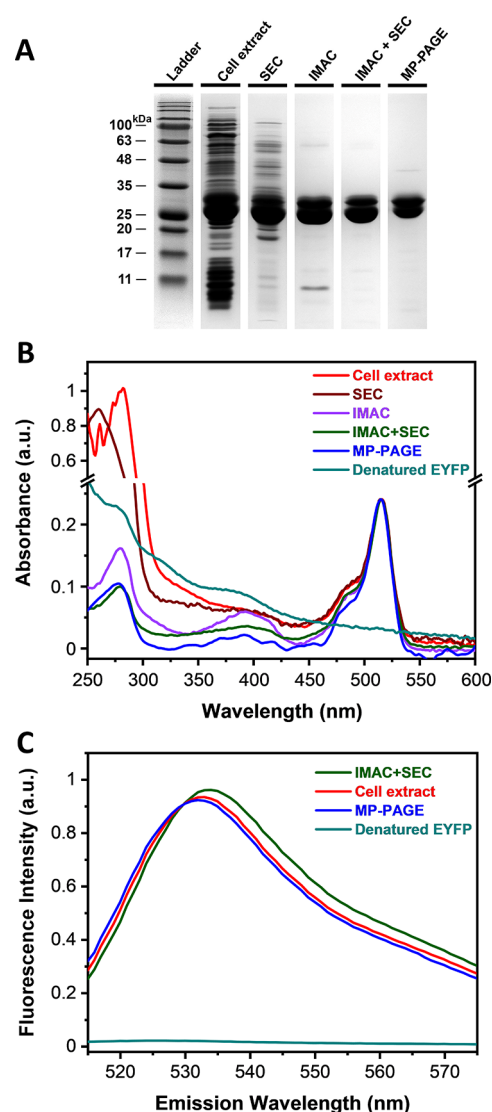 A
Ladder
Cell extract
SEC
IMAC
IMAC + SEC
MP-PAGE
kDa
100 —
63 —
48 —
35 —
25 —
20 —
17 —
11 —
B
Absorbance (a.u.)
0.8
0.6
0.2
0.1
0
Cell extract
SEC
IMAC
IMAC+SEC
MP-PAGE
Denatured EYFP
250 300 350 400 450 500 550 600
Wavelength (nm)
C
Fluorescence Intensity (a.u.)
1
0.8
0.6
0.4
0.2
0
IMAC+SEC
Cell extract
MP-PAGE
Denatured EYFP
520 530 540 550 560 570
Emission Wavelength (nm)